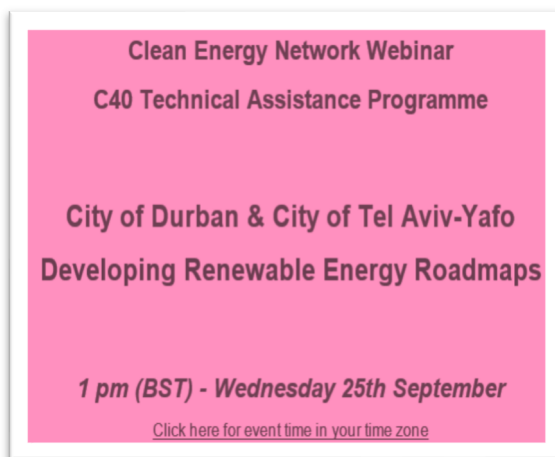 Clean Energy Network Webinar
C40 Technical Assistance Programme
City of Durban & City of Tel Aviv-Yafo
Developing Renewable Energy Roadmaps
1 pm (BST) - Wednesday 25th September
Click here for event time in your time zone